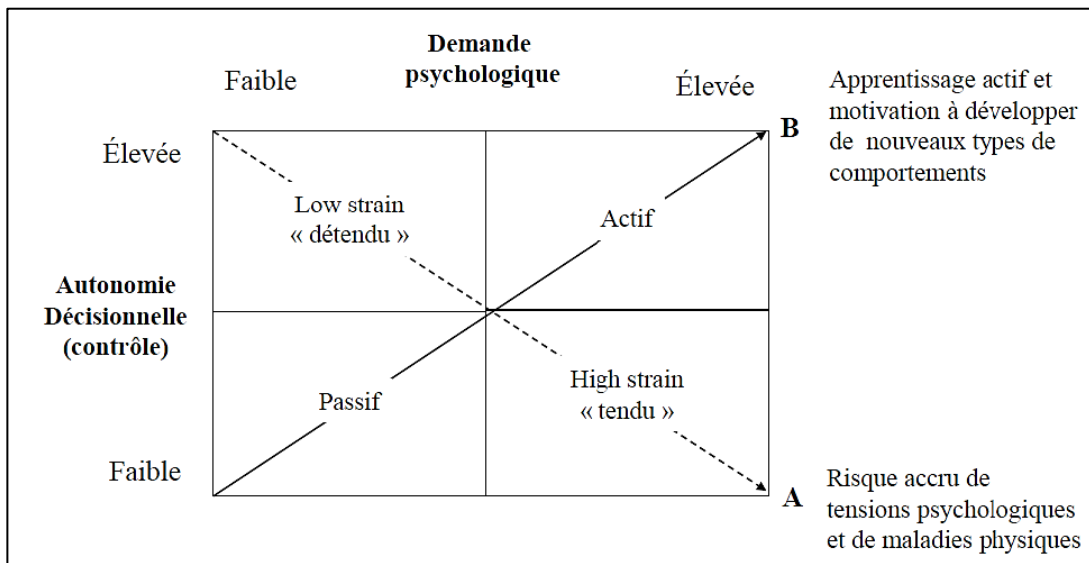 Demande
psychologique
Faible
Élevée
Apprentissage actif et
motivation à développer
de nouveaux types de
comportements
B
Élevée
Low strain
« détendu »
Actif
Autonomie
Décisionnelle
(contrôle)
Passif
High strain
« tendu »
Faible
A
Risque accru de
tensions psychologiques
et de maladies physiques